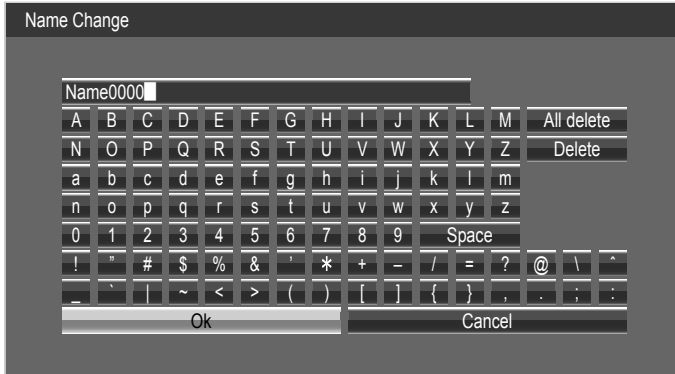 Name Change
Name0000
A B C D E F G H I J K L M All delete
N O P Q R S T U V W X Y Z Delete
a b c d e f g h i j k l m
n o p q r s t u v w x y z
0 1 2 3 4 5 6 7 8 9 Space
! ” # $ % & ’ * + – / = ? @ \ ^
_ ` | ~ < > ( ) [ ] { } , . ; :
Ok Cancel